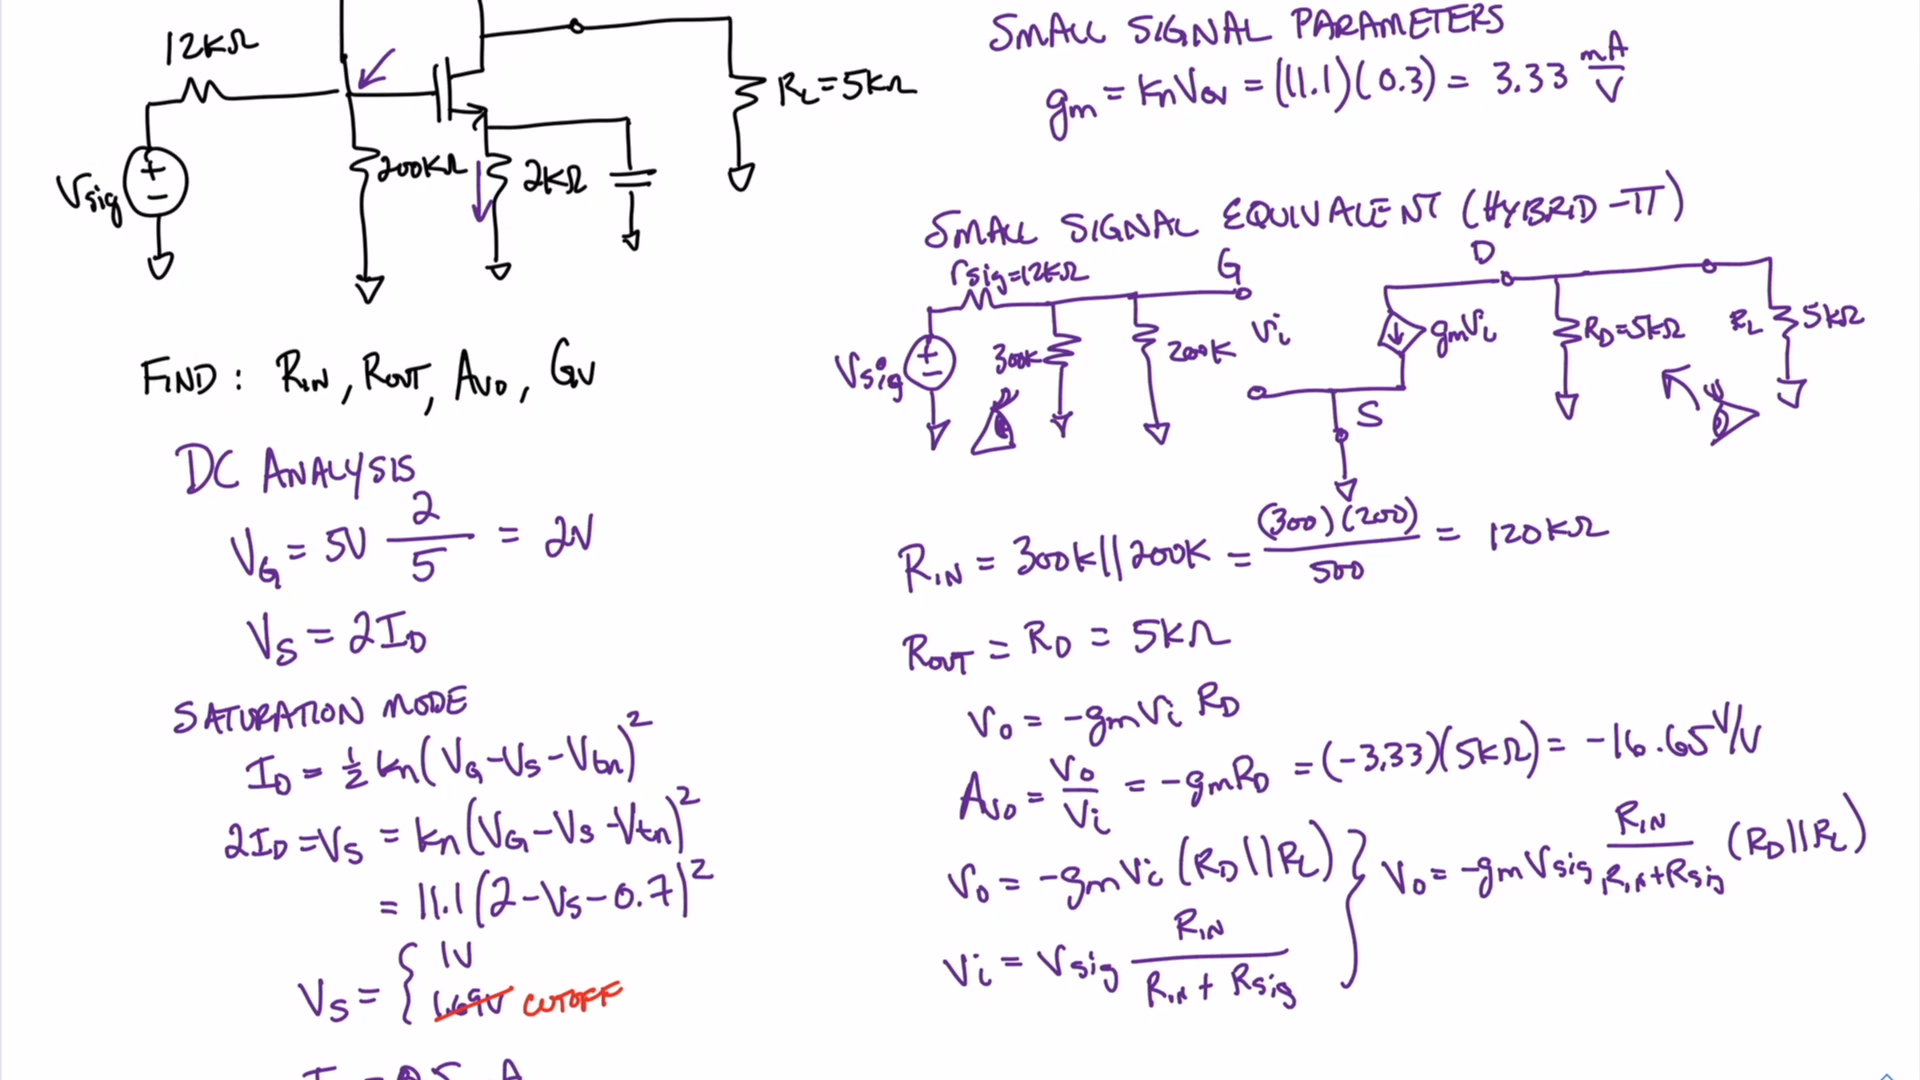 12KΩ
Vsig
+
−
200KΩ
2KΩ
RL=5KΩ
FIND: RIN, ROUT, AVO, GV
DC ANALYSIS
VG = 5V 2/5 = 2V
VS = 2ID
SATURATION MODE
ID = 1/2 kn(VG-VS-Vtn)²
2ID=VS = kn(VG-VS-Vtn)²
= 11.1(2-VS-0.7)²
VS = { 1V
1.69V CUTOFF
SMALL SIGNAL PARAMETERS
gm = knVov = (11.1)(0.3) = 3.33 mA/V
SMALL SIGNAL EQUIVALENT (HYBRID-π)
rsig=12KΩ
G
D
Vsig
+
−
300K
200K
Vi
gmVi
S
RD=5KΩ
RL
5KΩ
RIN = 300K||200K = (300)(200)/500 = 120KΩ
ROUT = RD = 5KΩ
Vo = -gmVi RD
AVO = Vo/Vi = -gmRD = (-3.33)(5KΩ) = -16.65 V/V
Vo = -gmVi (RD||RL) } Vo = -gmVsig RIN/RIN+Rsig (RD||RL)
Vi = Vsig RIN/RIN+Rsig